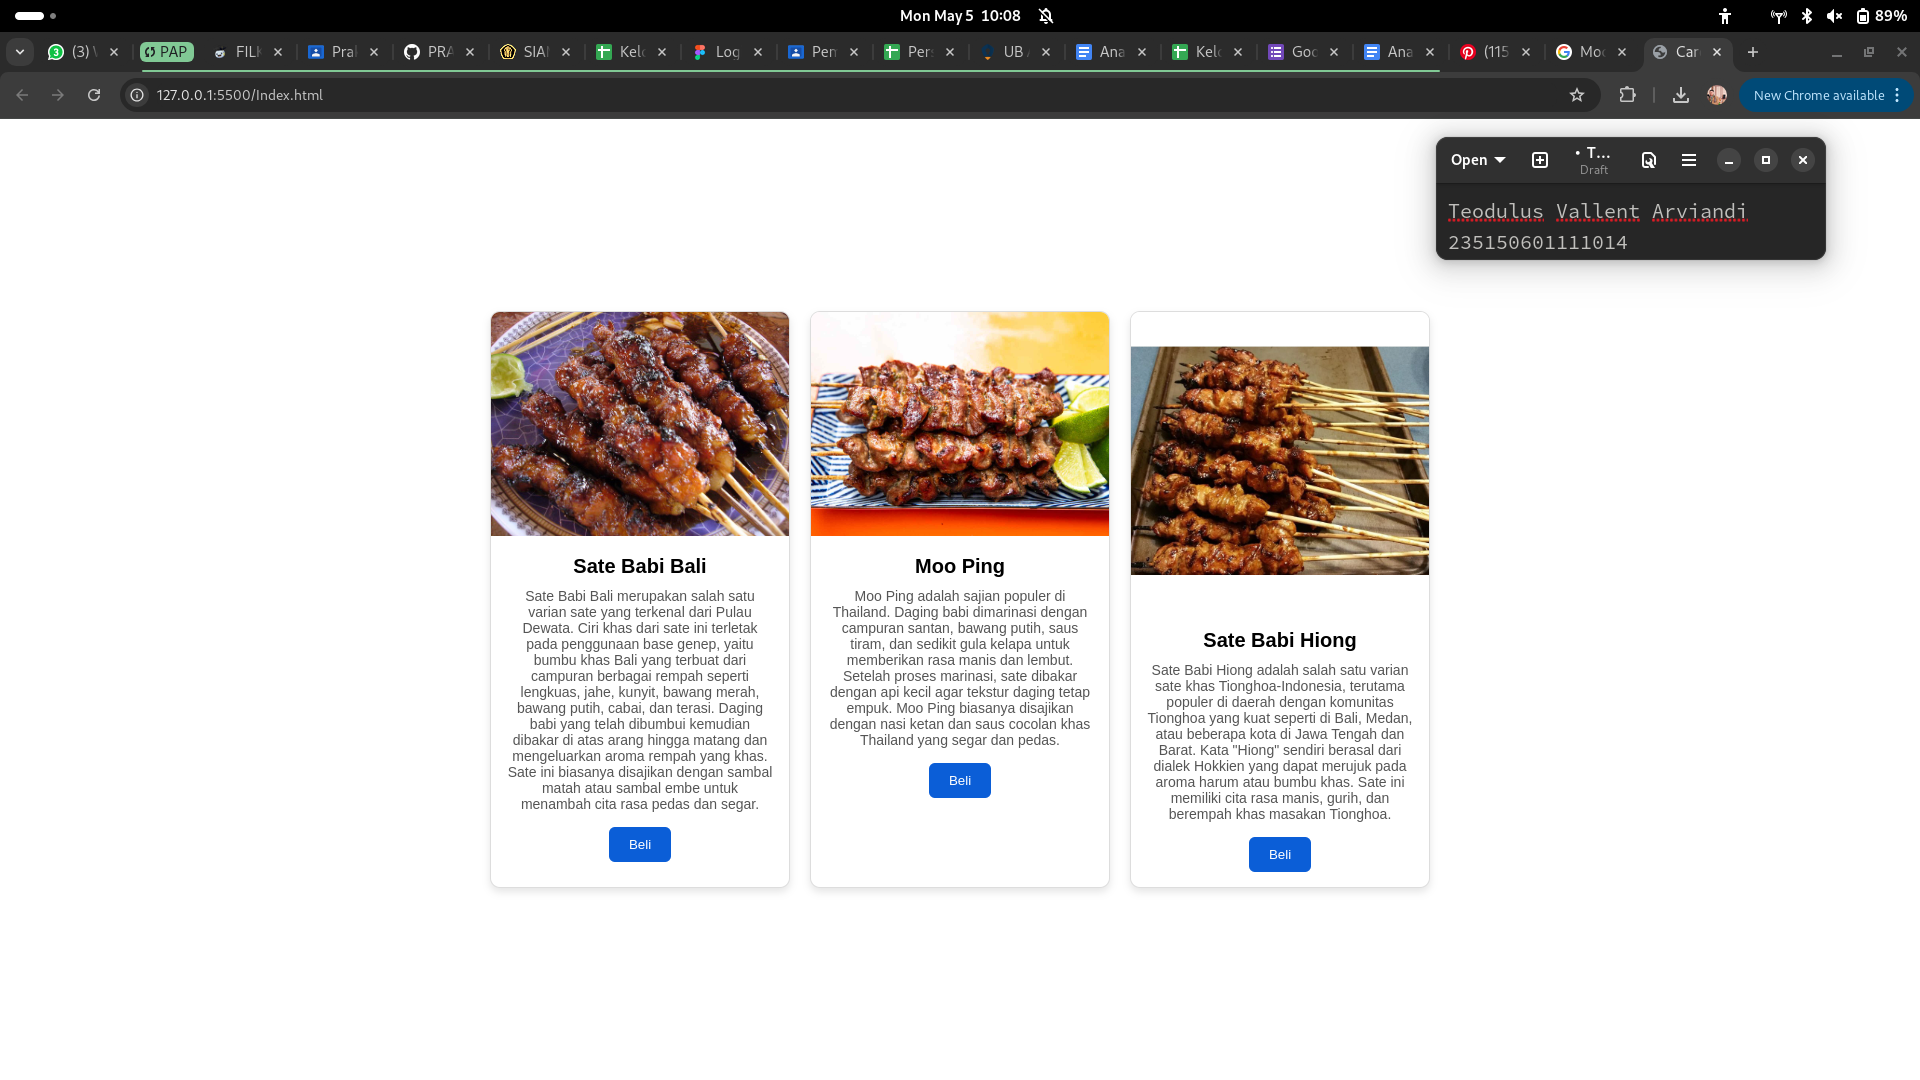 Mon May 5 10:08
89%
(3)
PAP
FILK
Pral
PRA
SIAI
Kelo
Log
Pen
Per
UB
Ana
Kelo
Goo
Ana
(115
Moo
Car
127.0.0.1:5500/Index.html
New Chrome available
Open
• T...
Draft
Teodulus Vallent Arviandi
235150601111014
Sate Babi Bali
Sate Babi Bali merupakan salah satu
varian sate yang terkenal dari Pulau
Dewata. Ciri khas dari sate ini terletak
pada penggunaan base genep, yaitu
bumbu khas Bali yang terbuat dari
campuran berbagai rempah seperti
lengkuas, jahe, kunyit, bawang merah,
bawang putih, cabai, dan terasi. Daging
babi yang telah dibumbui kemudian
dibakar di atas arang hingga matang dan
mengeluarkan aroma rempah yang khas.
Sate ini biasanya disajikan dengan sambal
matah atau sambal embe untuk
menambah cita rasa pedas dan segar.
Beli
Moo Ping
Moo Ping adalah sajian populer di
Thailand. Daging babi dimarinasi dengan
campuran santan, bawang putih, saus
tiram, dan sedikit gula kelapa untuk
memberikan rasa manis dan lembut.
Setelah proses marinasi, sate dibakar
dengan api kecil agar tekstur daging tetap
empuk. Moo Ping biasanya disajikan
dengan nasi ketan dan saus cocolan khas
Thailand yang segar dan pedas.
Beli
Sate Babi Hiong
Sate Babi Hiong adalah salah satu varian
sate khas Tionghoa-Indonesia, terutama
populer di daerah dengan komunitas
Tionghoa yang kuat seperti di Bali, Medan,
atau beberapa kota di Jawa Tengah dan
Barat. Kata "Hiong" sendiri berasal dari
dialek Hokkien yang dapat merujuk pada
aroma harum atau bumbu khas. Sate ini
memiliki cita rasa manis, gurih, dan
berempah khas masakan Tionghoa.
Beli